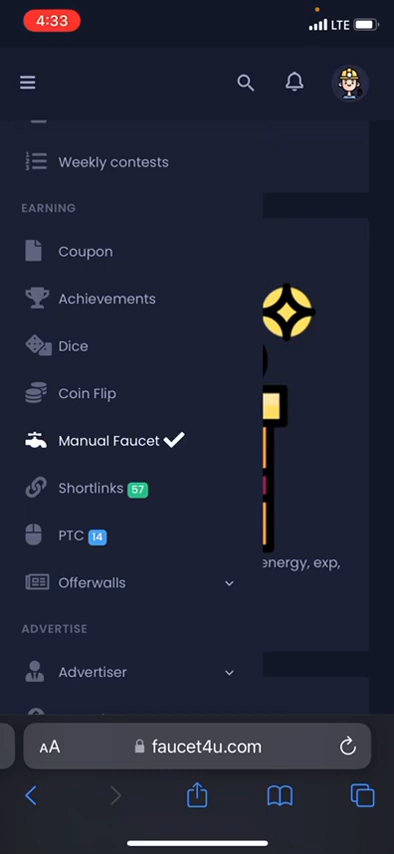 4:33
LTE
Weekly contests
EARNING
Coupon
Achievements
Dice
Coin Flip
Manual Faucet
Shortlinks 57
PTC 14
Offerwalls
energy, exp,
ADVERTISE
Advertiser
AA
faucet4u.com